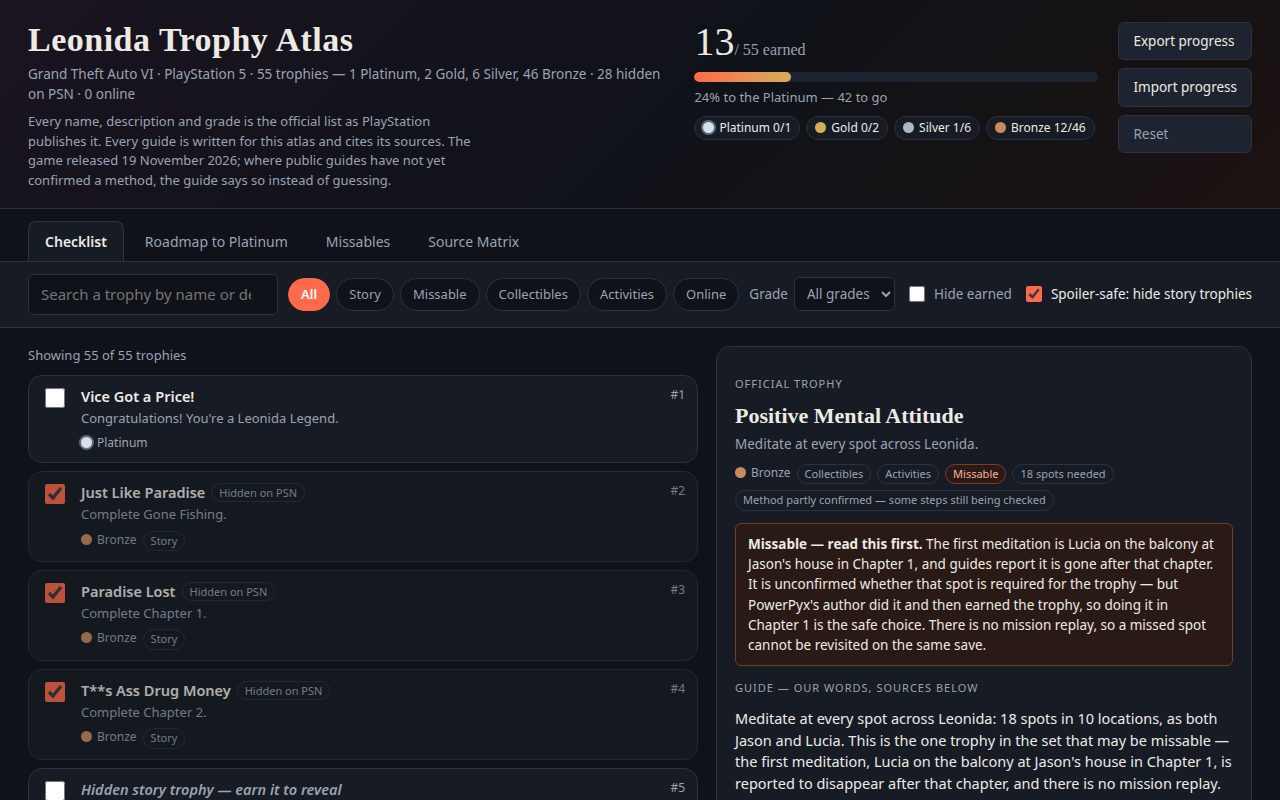 Leonida Trophy Atlas
Grand Theft Auto VI · PlayStation 5 · 55 trophies — 1 Platinum, 2 Gold, 6 Silver, 46 Bronze · 28 hidden
on PSN · 0 online
Every name, description and grade is the official list as PlayStation
publishes it. Every guide is written for this atlas and cites its sources. The
game released 19 November 2026; where public guides have not yet
confirmed a method, the guide says so instead of guessing.
13 / 55 earned
24% to the Platinum — 42 to go
Platinum 0/1 Gold 0/2 Silver 1/6 Bronze 12/46
Export progress
Import progress
Reset
Checklist Roadmap to Platinum Missables Source Matrix
Search a trophy by name or de
All Story Missable Collectibles Activities Online Grade All grades Hide earned Spoiler-safe: hide story trophies
Showing 55 of 55 trophies
Vice Got a Price! #1
Congratulations! You're a Leonida Legend.
Platinum
Just Like Paradise Hidden on PSN #2
Complete Gone Fishing.
Bronze Story
Paradise Lost Hidden on PSN #3
Complete Chapter 1.
Bronze Story
T**s Ass Drug Money Hidden on PSN #4
Complete Chapter 2.
Bronze Story
Hidden story trophy — earn it to reveal #5
OFFICIAL TROPHY
Positive Mental Attitude
Meditate at every spot across Leonida.
Bronze Collectibles Activities Missable 18 spots needed
Method partly confirmed — some steps still being checked
Missable — read this first. The first meditation is Lucia on the balcony at
Jason's house in Chapter 1, and guides report it is gone after that chapter.
It is unconfirmed whether that spot is required for the trophy — but
PowerPyx's author did it and then earned the trophy, so doing it in
Chapter 1 is the safe choice. There is no mission replay, so a missed spot
cannot be revisited on the same save.
GUIDE — OUR WORDS, SOURCES BELOW
Meditate at every spot across Leonida: 18 spots in 10 locations, as both
Jason and Lucia. This is the one trophy in the set that may be missable —
the first meditation, Lucia on the balcony at Jason's house in Chapter 1, is
reported to disappear after that chapter, and there is no mission replay.